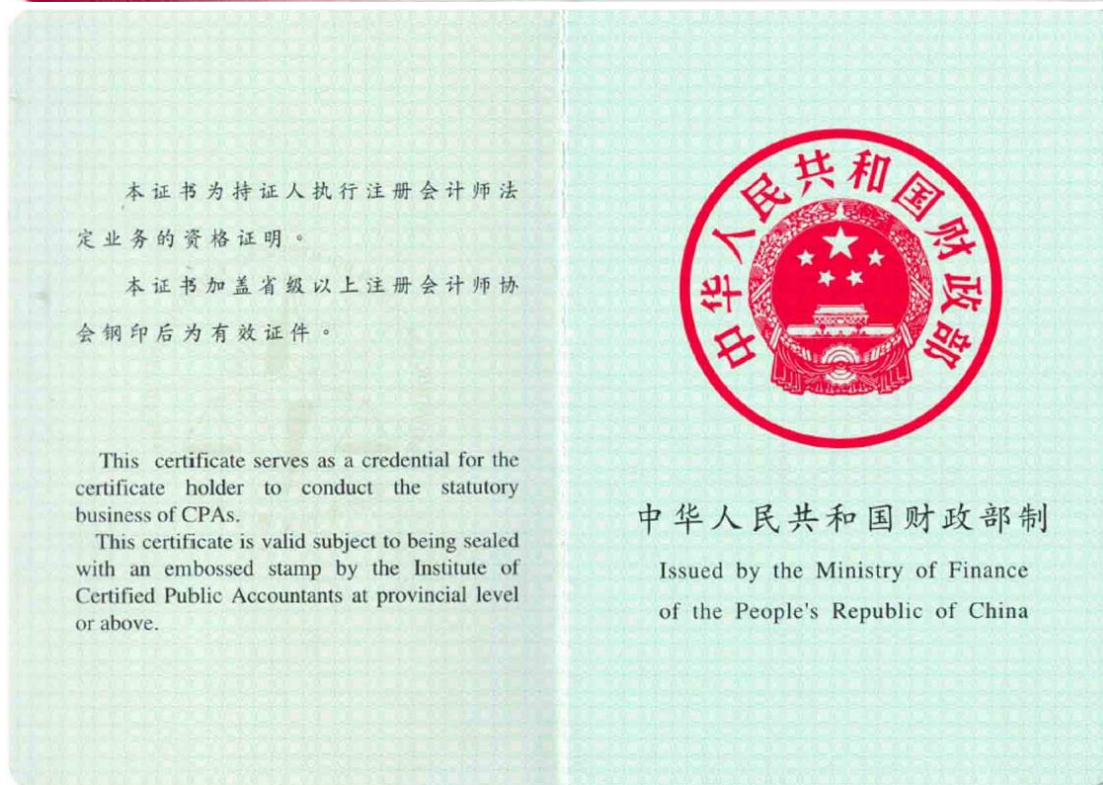 本证书为持证人执行注册会计师法
定业务的资格证明。
本证书加盖省级以上注册会计师协
会钢印后为有效证件。
This certificate serves as a credential for the
certificate holder to conduct the statutory
business of CPAs.
This certificate is valid subject to being sealed
with an embossed stamp by the Institute of
Certified Public Accountants at provincial level
or above.
中华人民共和国财政部
中华人民共和国财政部制
Issued by the Ministry of Finance
of the People's Republic of China